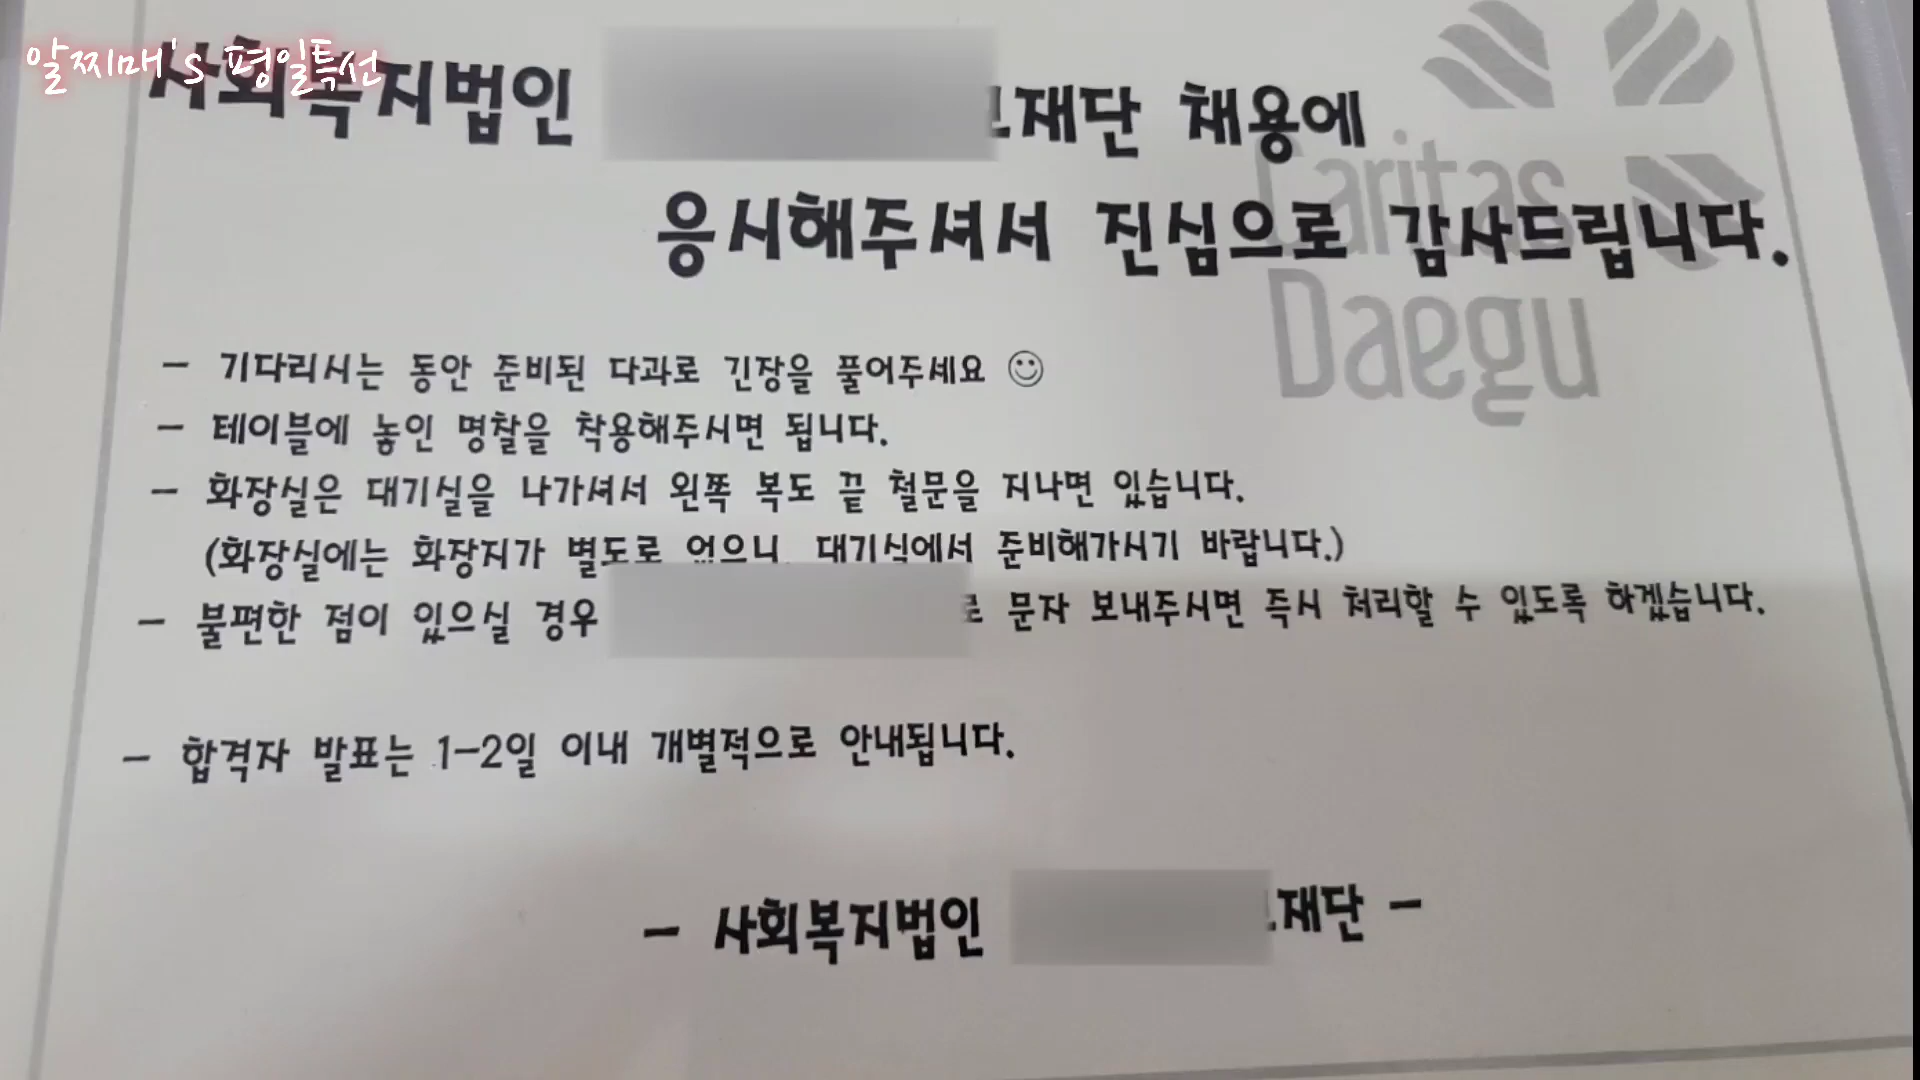 알찌매's 평일특선
사회복지법인 재단 채용에
응시해주셔서 진심으로 감사드립니다.
Caritas
Daegu
- 기다리시는 동안 준비된 다과로 긴장을 풀어주세요 ☺
- 테이블에 놓인 명찰을 착용해주시면 됩니다.
- 화장실은 대기실을 나가셔서 왼쪽 복도 끝 철문을 지나면 있습니다.
(화장실에는 화장지가 별도로 없으니, 대기실에서 준비해가시기 바랍니다.)
- 불편한 점이 있으실 경우 로 문자 보내주시면 즉시 처리할 수 있도록 하겠습니다.
- 합격자 발표는 1-2일 이내 개별적으로 안내됩니다.
- 사회복지법인 재단 -